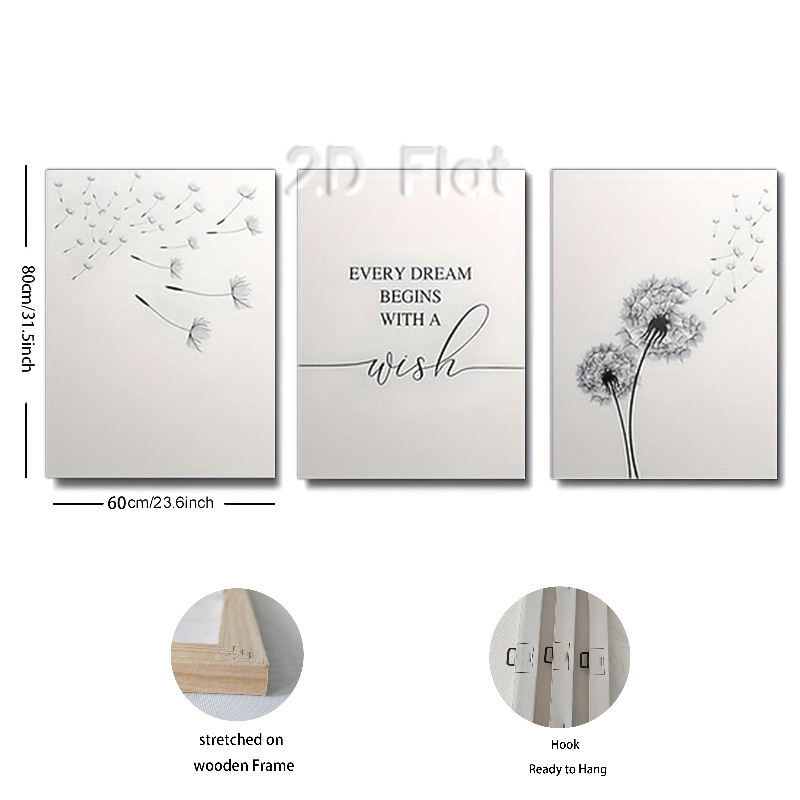 2.D Flat
EVERY DREAM
BEGINS
WITH A
wish
80cm/31.5inch
60cm/23.6inch
stretched on
wooden Frame
Hook
Ready to Hang